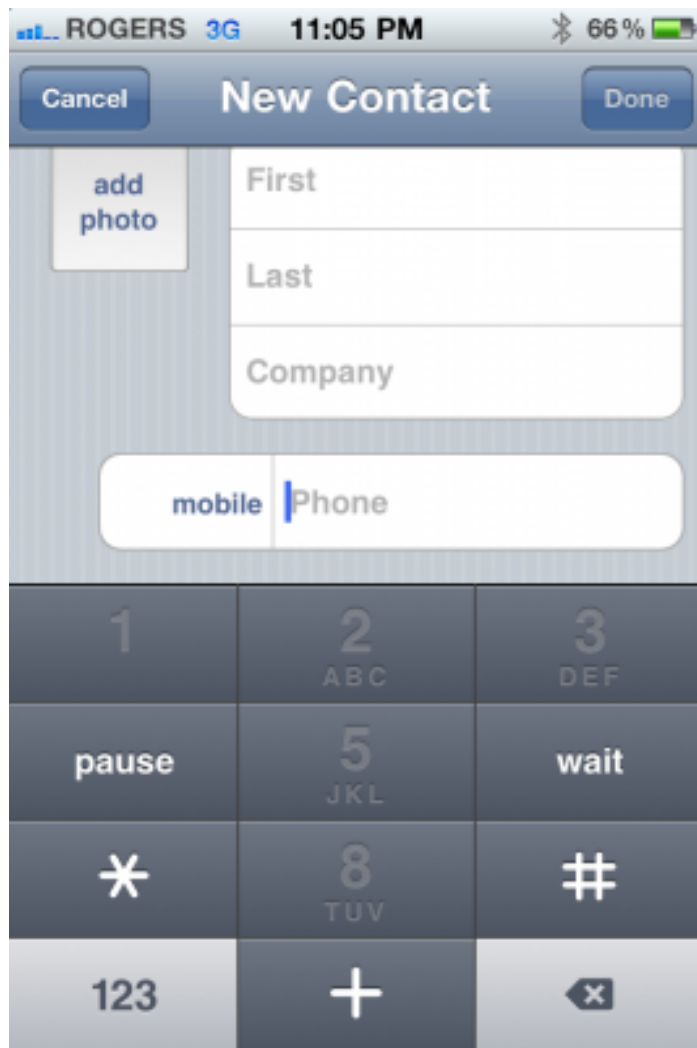 ROGERS 3G 11:05 PM 66%
Cancel New Contact Done
add
photo
First
Last
Company
mobile Phone
1 2 3
ABC DEF
pause 5 wait
JKL
* 8 #
TUV
123 +